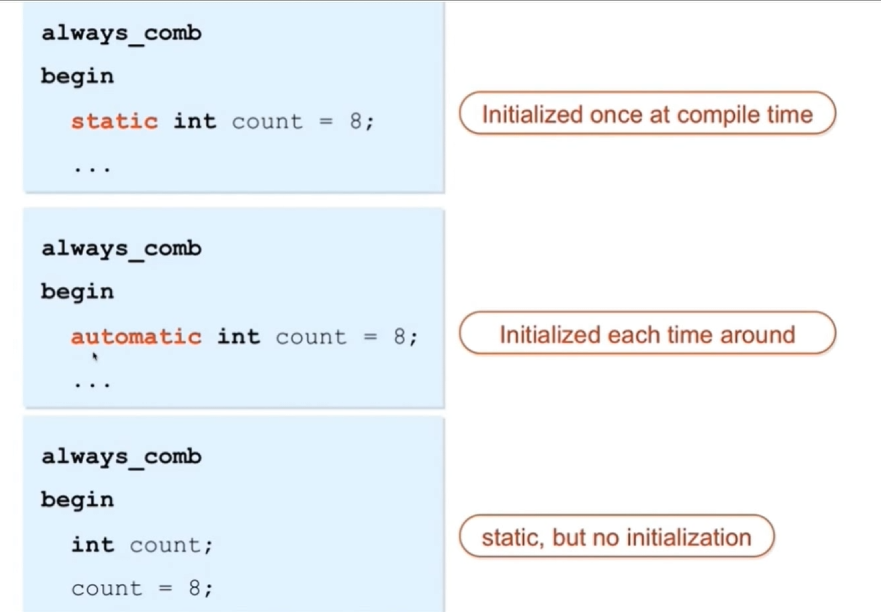 always_comb
begin
static int count = 8;
...
Initialized once at compile time
always_comb
begin
automatic int count = 8;
...
Initialized each time around
always_comb
begin
int count;
count = 8;
static, but no initialization